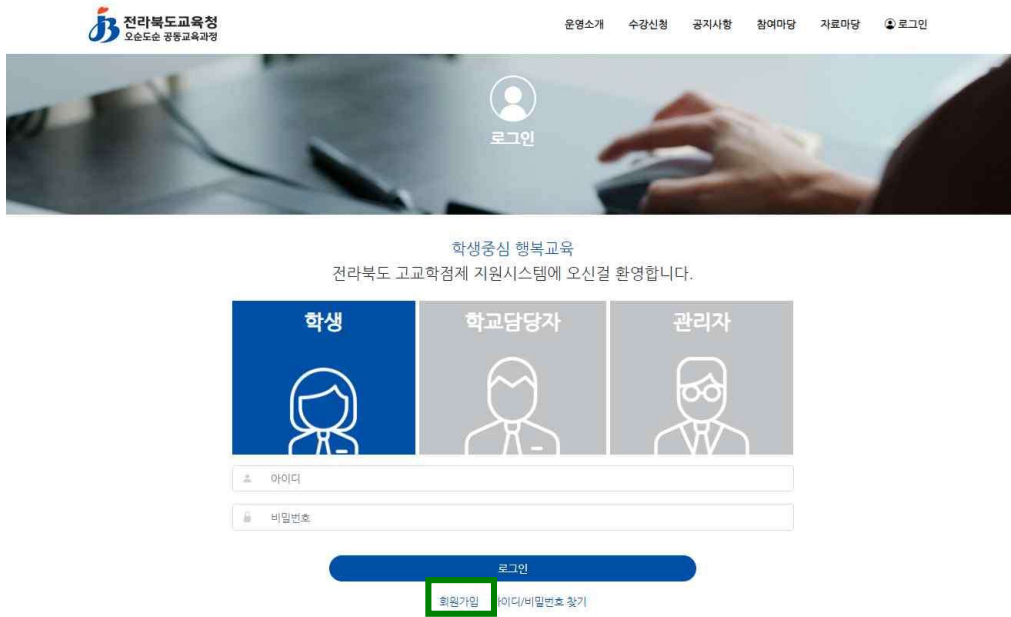 전라북도교육청
오순도순 공동교육과정
운영소개 수강신청 공지사항 참여마당 자료마당 로그인
로그인
학생중심 행복교육
전라북도 고교학점제 지원시스템에 오신걸 환영합니다.
학생 학교담당자 관리자
아이디
비밀번호
로그인
회원가입 아이디/비밀번호 찾기